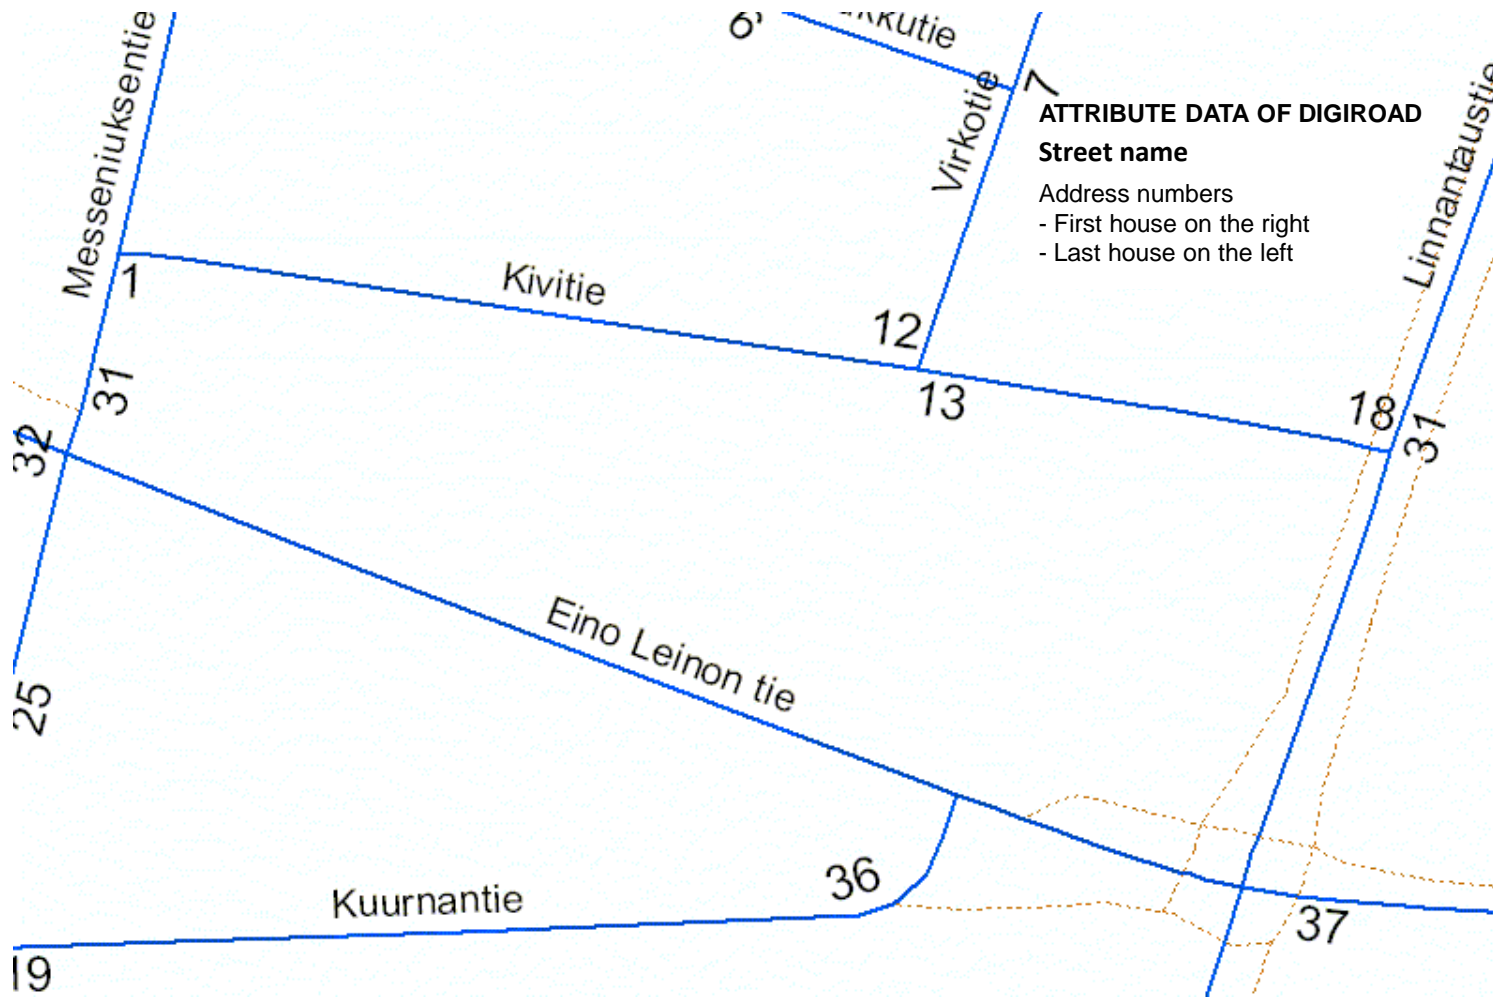 Messeniuksentie
6
Virkotie
7
ATTRIBUTE DATA OF DIGIROAD
Street name
Address numbers
- First house on the right
- Last house on the left
Linnantaustie
1
Kivitie
12
13
31
18
31
32
Eino Leinon tie
25
36
Kuurnantie
37
19